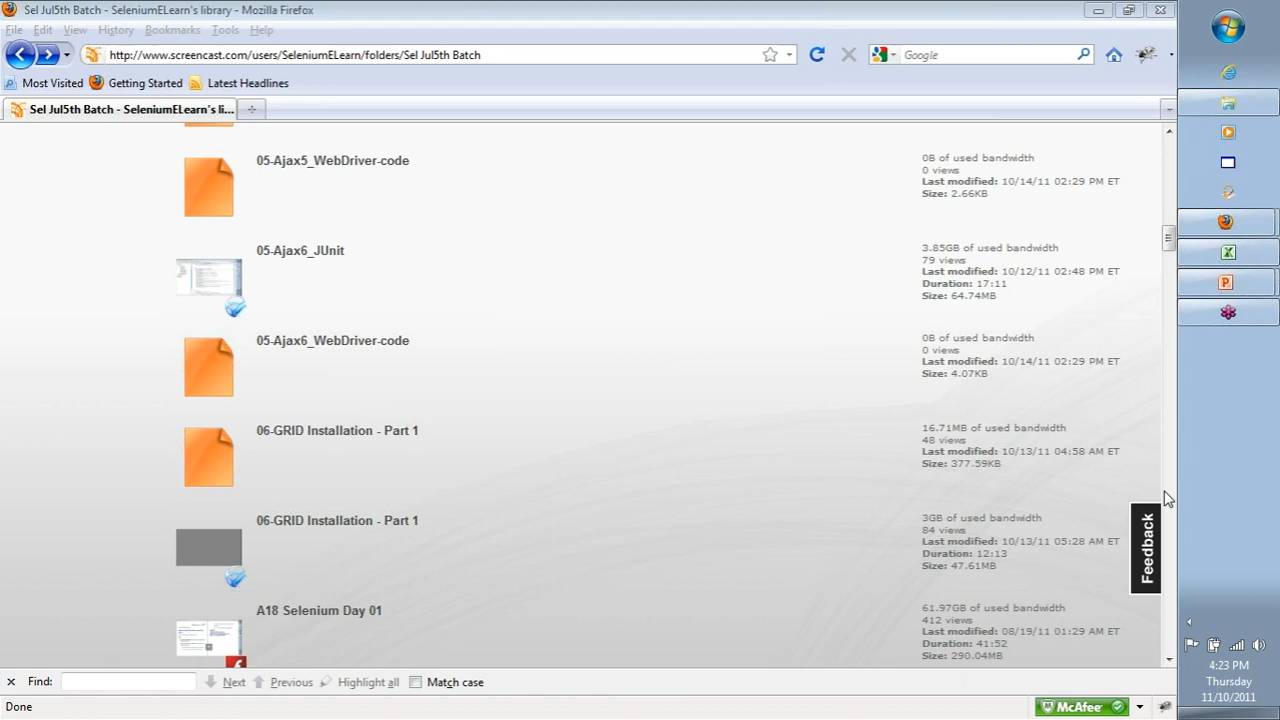 Sel Jul5th Batch - SeleniumELearn's library - Mozilla Firefox
File Edit View History Bookmarks Tools Help
http://www.screencast.com/users/SeleniumELearn/folders/Sel Jul5th Batch
Google
Most Visited Getting Started Latest Headlines
Sel Jul5th Batch - SeleniumELearn's li...
05-Ajax5_WebDriver-code
0B of used bandwidth
0 views
Last modified: 10/14/11 02:29 PM ET
Size: 2.66KB
05-Ajax6_JUnit
3.85GB of used bandwidth
79 views
Last modified: 10/12/11 02:48 PM ET
Duration: 17:11
Size: 64.74MB
05-Ajax6_WebDriver-code
0B of used bandwidth
0 views
Last modified: 10/14/11 02:29 PM ET
Size: 4.07KB
06-GRID Installation - Part 1
16.71MB of used bandwidth
48 views
Last modified: 10/13/11 04:58 AM ET
Size: 377.59KB
06-GRID Installation - Part 1
3GB of used bandwidth
84 views
Last modified: 10/13/11 05:28 AM ET
Duration: 12:13
Size: 47.61MB
Feedback
A18 Selenium Day 01
61.97GB of used bandwidth
412 views
Last modified: 08/19/11 01:29 AM ET
Duration: 41:52
Size: 290.04MB
Find: Next Previous Highlight all Match case
Done
McAfee
4:23 PM
Thursday
11/10/2011